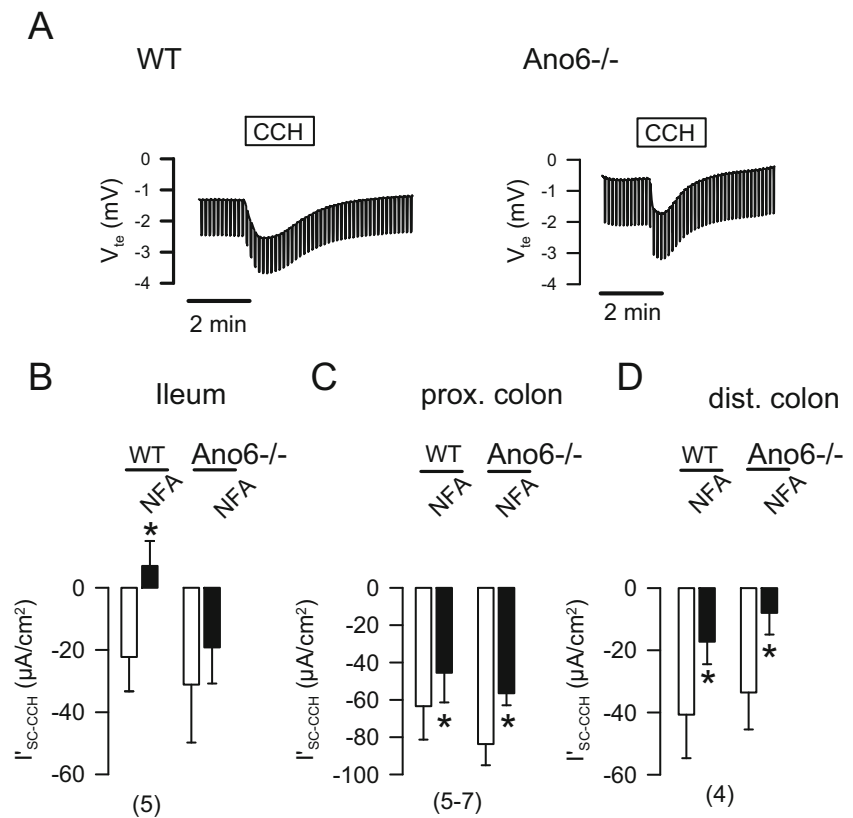 A
WT
Ano6-/-
CCH
CCH
0
-1
-2
-3
-4
V te (mV)
2 min
0
-1
-2
-3
-4
V te (mV)
2 min
B
Ileum
WT
Ano6-/-
NFA
NFA
*
0
-20
-40
-60
I' SC-CCH (µA/cm²)
(5)
C
prox. colon
WT
Ano6-/-
NFA
NFA
0
-20
-40
-60
-80
-100
I' SC-CCH (µA/cm²)
*
*
(5-7)
D
dist. colon
WT
Ano6-/-
NFA
NFA
0
-20
-40
-60
I' SC-CCH (µA/cm²)
*
*
(4)